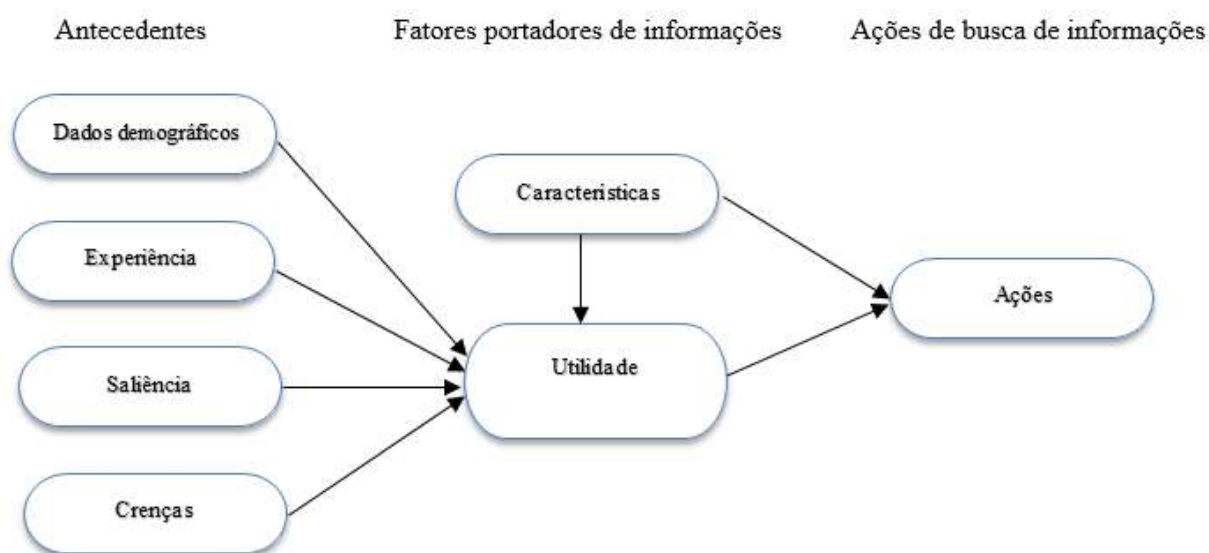 Antecedentes
Fatores portadores de informações
Ações de busca de informações
Dados demográficos
Experiência
Saliência
Crenças
Caracteristicas
Utilidade
Ações